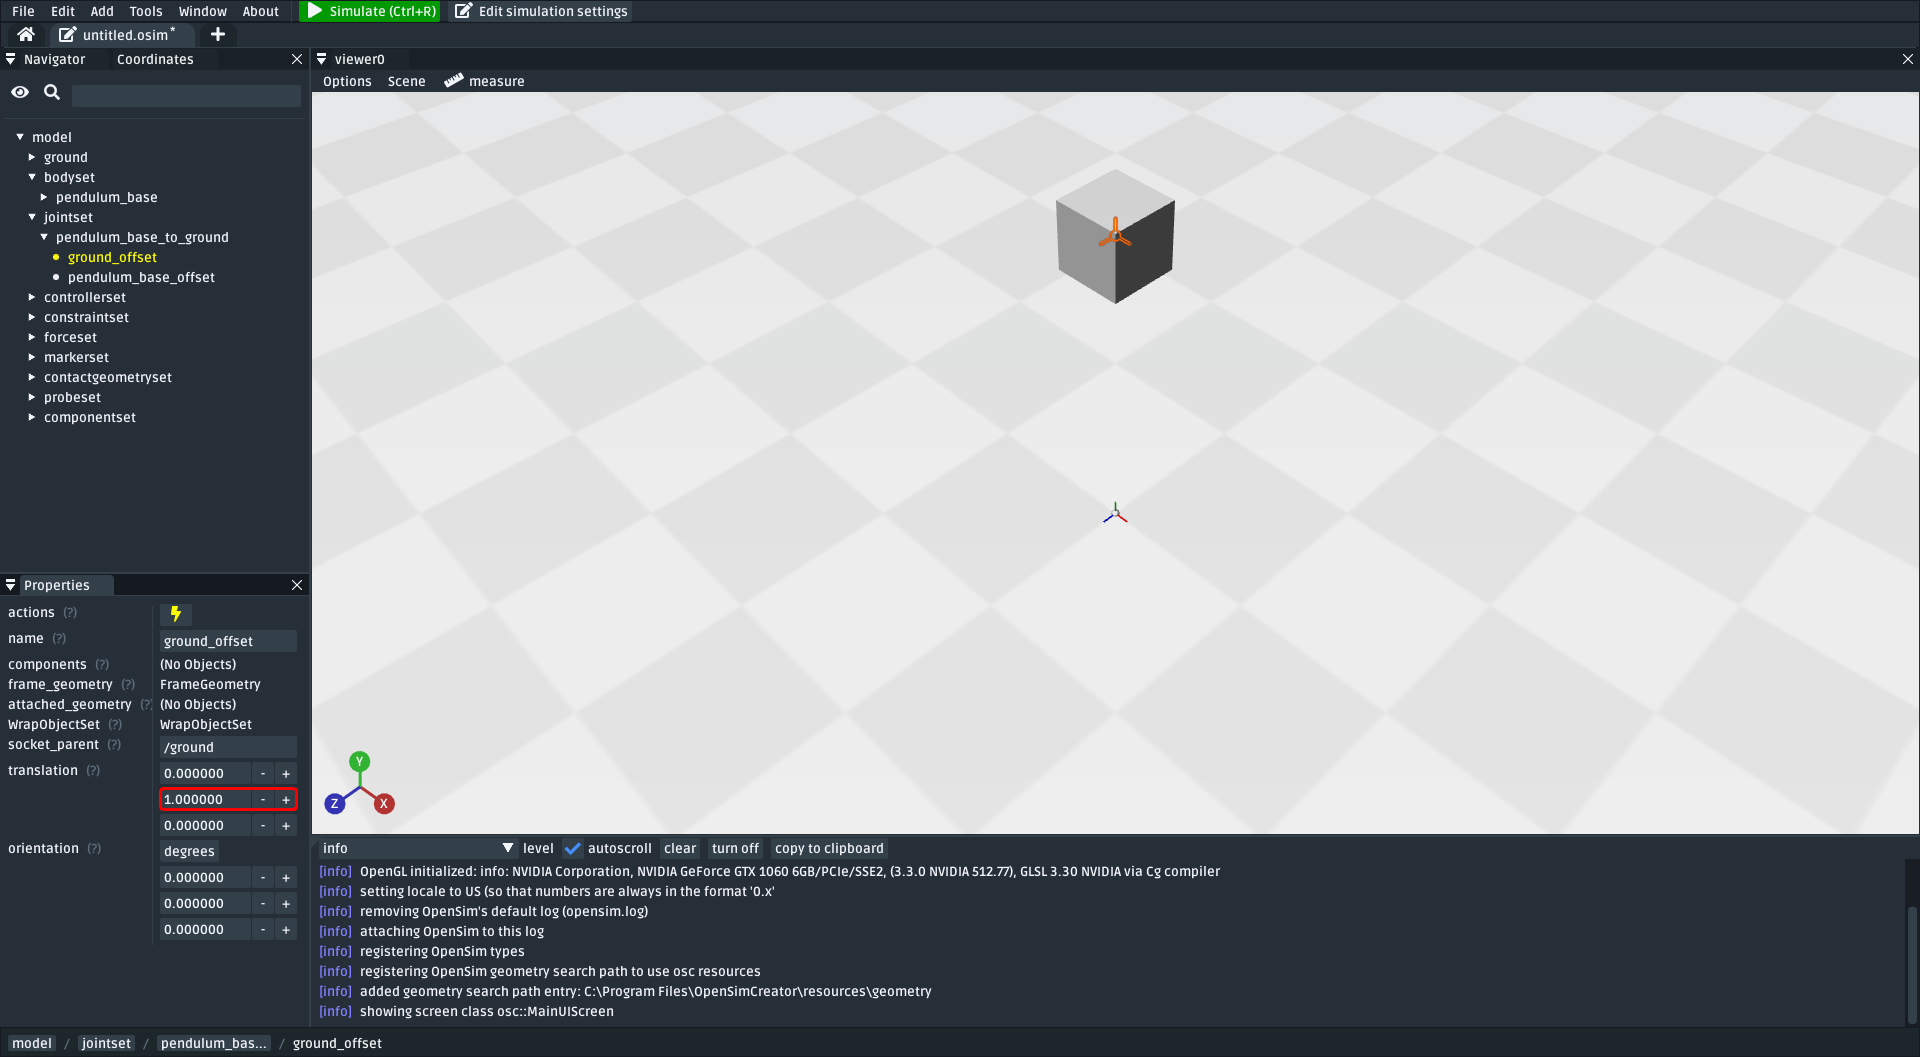 File Edit Add Tools Window About Simulate (Ctrl+R) Edit simulation settings
untitled.osim*
Navigator Coordinates
viewer0
Options Scene measure
model
ground
bodyset
pendulum_base
jointset
pendulum_base_to_ground
ground_offset
pendulum_base_offset
controllerset
constraintset
forceset
markerset
contactgeometryset
probeset
componentset
Y
Z X
Properties
actions (?)
name (?) ground_offset
components (?) (No Objects)
frame_geometry (?) FrameGeometry
attached_geometry (?) (No Objects)
WrapObjectSet (?) WrapObjectSet
socket_parent (?) /ground
translation (?) 0.000000 - +
1.000000 - +
0.000000 - +
orientation (?) degrees
0.000000 - +
0.000000 - +
0.000000 - +
info level autoscroll clear turn off copy to clipboard
[info] OpenGL initialized: info: NVIDIA Corporation, NVIDIA GeForce GTX 1060 6GB/PCIe/SSE2, (3.3.0 NVIDIA 512.77), GLSL 3.30 NVIDIA via Cg compiler
[info] setting locale to US (so that numbers are always in the format '0.x'
[info] removing OpenSim's default log (opensim.log)
[info] attaching OpenSim to this log
[info] registering OpenSim types
[info] registering OpenSim geometry search path to use osc resources
[info] added geometry search path entry: C:\Program Files\OpenSimCreator\resources\geometry
[info] showing screen class osc::MainUIScreen
model / jointset / pendulum_bas... / ground_offset